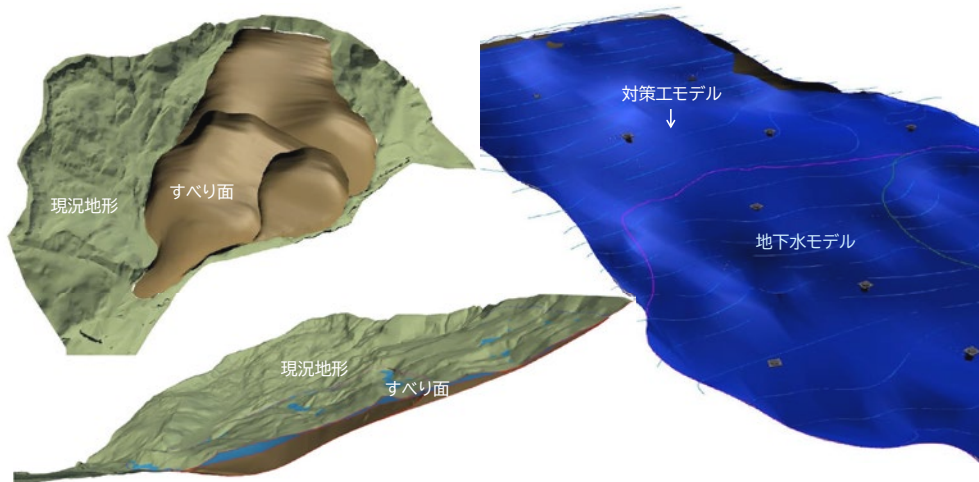 対策工モデル
↓
すべり面
現況地形
地下水モデル
現況地形
すべり面